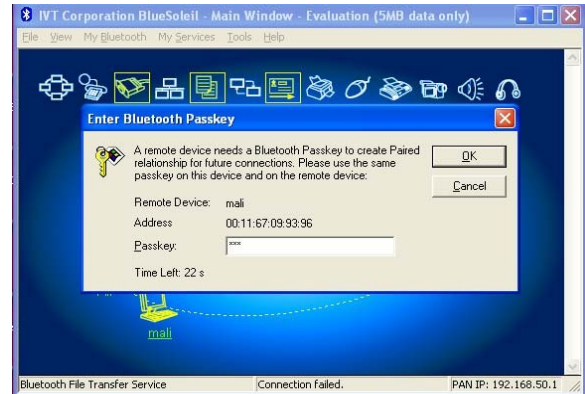 IVT Corporation BlueSoleil - Main Window - Evaluation (5MB data only)
File View My Bluetooth My Services Tools Help
Enter Bluetooth Passkey
A remote device needs a Bluetooth Passkey to create Paired
relationship for future connections. Please use the same
passkey on this device and on the remote device:
OK
Cancel
Remote Device: mali
Address 00:11:67:09:93:96
Passkey: ***
Time Left: 22 s
mali
Bluetooth File Transfer Service Connection failed. PAN IP: 192.168.50.1